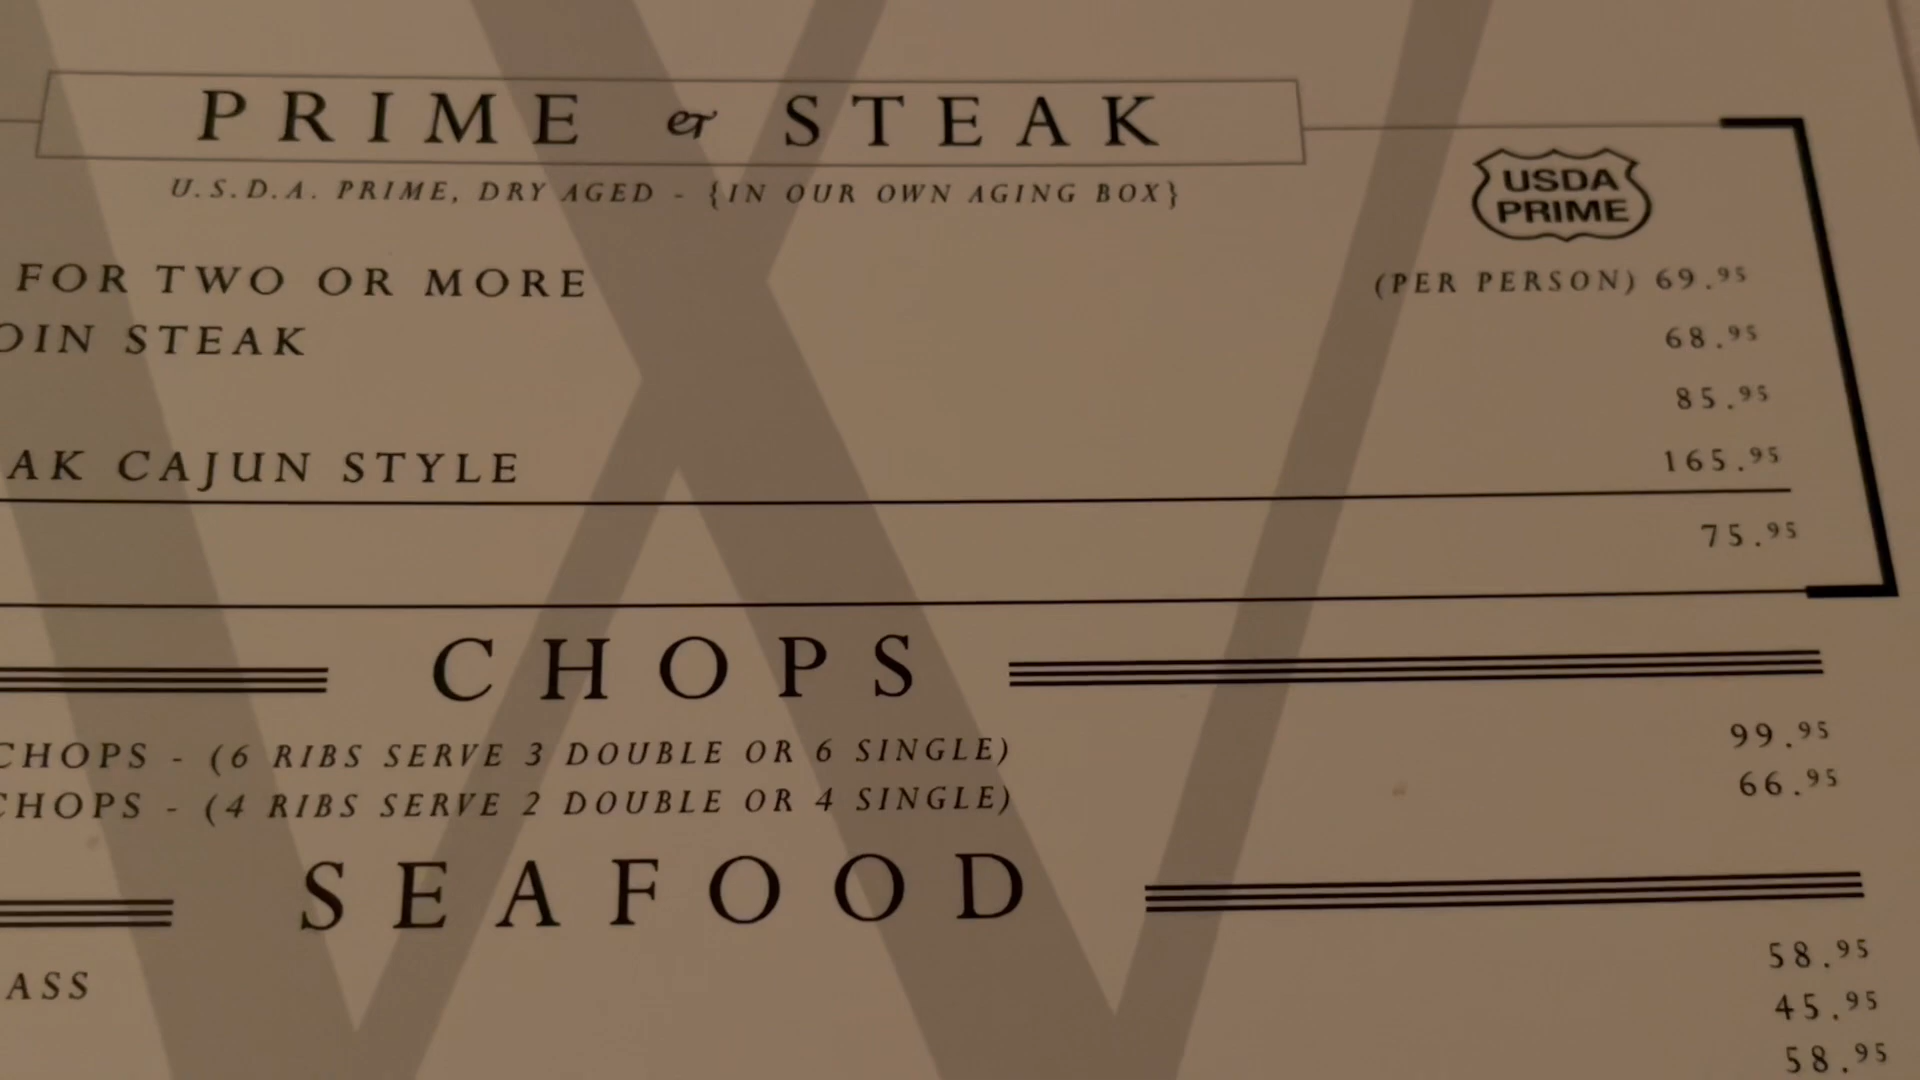 PRIME & STEAK
U.S.D.A. PRIME, DRY AGED - {IN OUR OWN AGING BOX}
USDA
PRIME
FOR TWO OR MORE (PER PERSON) 69.95
OIN STEAK 68.95
85.95
AK CAJUN STYLE 165.95
75.95
CHOPS
CHOPS - (6 RIBS SERVE 3 DOUBLE OR 6 SINGLE) 99.95
CHOPS - (4 RIBS SERVE 2 DOUBLE OR 4 SINGLE) 66.95
SEAFOOD
58.95
ASS 45.95
58.95